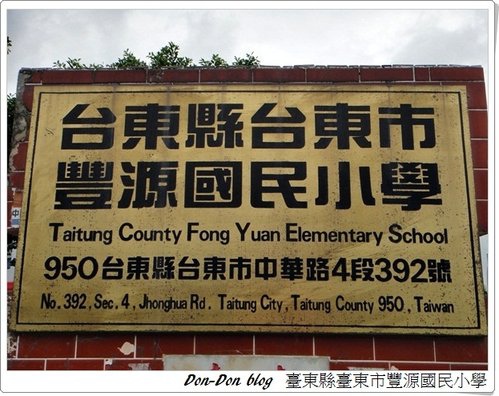 台東縣台東市
豐源國民小學
Taitung County Fong Yuan Elementary School
950台東縣台東市中華路4段392號
No.392, Sec.4, Jhonghua Rd, Taitung City, Taitung County 950, Taiwan
Don-Don blog 臺東縣臺東市豐源國民小學